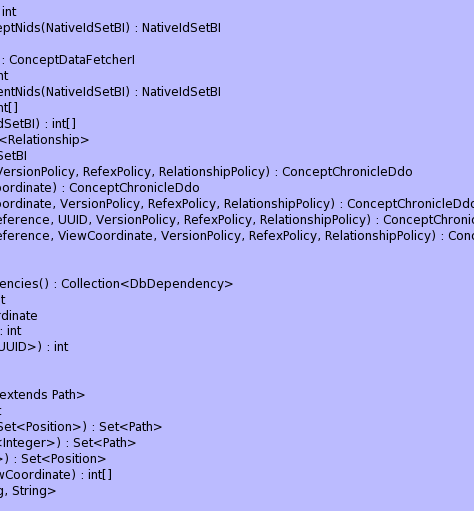 int
eptNids(NativeIdSetBI) : NativeIdSetBI
: ConceptDataFetcherI
nt
entNids(NativeIdSetBI) : NativeIdSetBI
nt[]
dSetBI) : int[]
<Relationship>
SetBI
VersionPolicy, RefexPolicy, RelationshipPolicy) : ConceptChronicleDdo
oordinate) : ConceptChronicleDdo
oordinate, VersionPolicy, RefexPolicy, RelationshipPolicy) : ConceptChronicleDdo
eference, UUID, VersionPolicy, RefexPolicy, RelationshipPolicy) : ConceptChronic
eference, ViewCoordinate, VersionPolicy, RefexPolicy, RelationshipPolicy) : Conc
encies() : Collection<DbDependency>
t
rdinate
: int
UUID>) : int
extends Path>
t
Set<Position>) : Set<Path>
<Integer>) : Set<Path>
>) : Set<Position>
wCoordinate) : int[]
g, String>